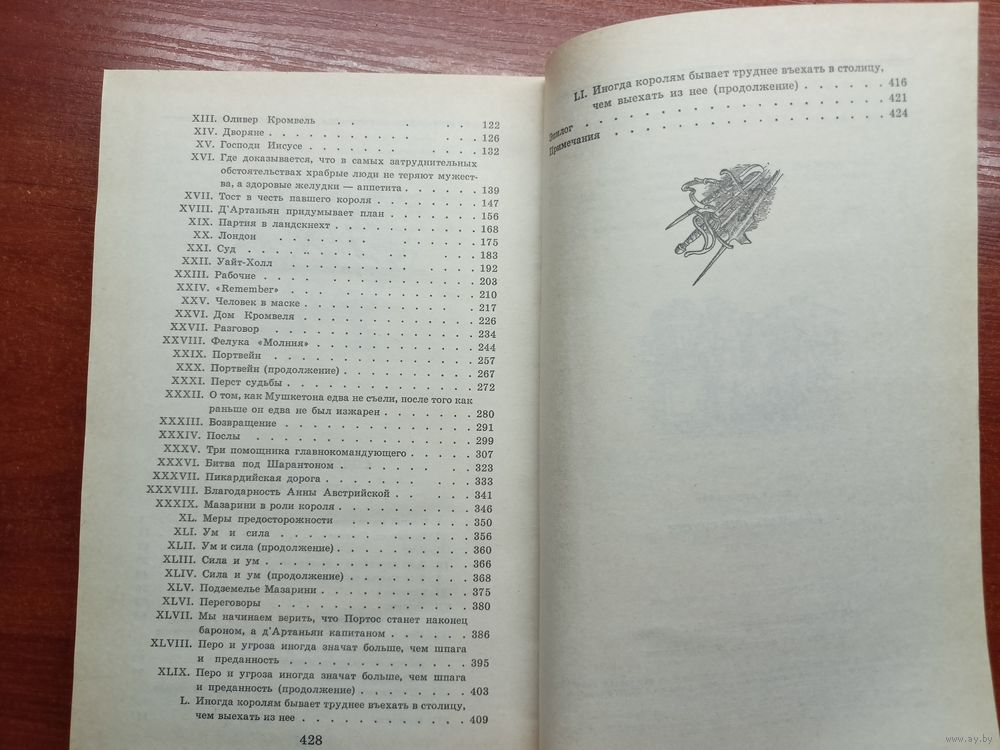 XIII. Оливер Кромвель . . . . . 122
XIV. Дворяне . . . . . . . . 126
XV. Господи Иисусе . . . . . . . 132
XVI. Где доказывается, что в самых затруднительных
обстоятельствах храбрые люди не теряют мужест-
ва, а здоровые желудки — аппетита . . . . . . 139
XVII. Тост в честь павшего короля . . . . . . 147
XVIII. Д'Артаньян придумывает план . . . . . . 156
XIX. Партия в ландскнехт . . . . . . . 168
XX. Лондон . . . . . . . . 175
XXI. Суд . . . . . . . . 183
XXII. Уайт-Холл . . . . . . . . 192
XXIII. Рабочие . . . . . . . . 203
XXIV. «Remember» . . . . . . . . 210
XXV. Человек в маске . . . . . . . 217
XXVI. Дом Кромвеля . . . . . . . 226
XXVII. Разговор . . . . . . . . 234
XXVIII. Фелука «Молния» . . . . . . . 244
XXIX. Портвейн . . . . . . . . 257
XXX. Портвейн (продолжение) . . . . . . . 267
XXXI. Перст судьбы . . . . . . . . 272
XXXII. О том, как Мушкетона едва не съели, после того как
раньше он едва не был изжарен . . . . . . 280
XXXIII. Возвращение . . . . . . . . 291
XXXIV. Послы . . . . . . . . 299
XXXV. Три помощника главнокомандующего . . . . . 307
XXXVI. Битва под Шарантоном . . . . . . . 323
XXXVII. Пикардийская дорога . . . . . . . 333
XXXVIII. Благодарность Анны Австрийской . . . . . 341
XXXIX. Мазарини в роли короля . . . . . . . 346
XL. Меры предосторожности . . . . . . . 350
XLI. Ум и сила . . . . . . . . 356
XLII. Ум и сила (продолжение) . . . . . . . 360
XLIII. Сила и ум . . . . . . . . 366
XLIV. Сила и ум (продолжение) . . . . . . . 368
XLV. Подземелье Мазарини . . . . . . . 375
XLVI. Переговоры . . . . . . . . 380
XLVII. Мы начинаем верить, что Портос станет наконец
бароном, а д'Артаньян капитаном . . . . . . 386
XLVIII. Перо и угроза иногда значат больше, чем шпага
и преданность . . . . . . . . 395
XLIX. Перо и угроза иногда значат больше, чем шпага
и преданность (продолжение) . . . . . . 403
L. Иногда королям бывает труднее въехать в столицу,
чем выехать из нее . . . . . . . . 409
428
LI. Иногда королям бывает труднее въехать в столицу,
чем выехать из нее (продолжение) . . . . . . 416
Эпилог . . . . . . . . 421
Примечания . . . . . . . . 424
www.ay.by